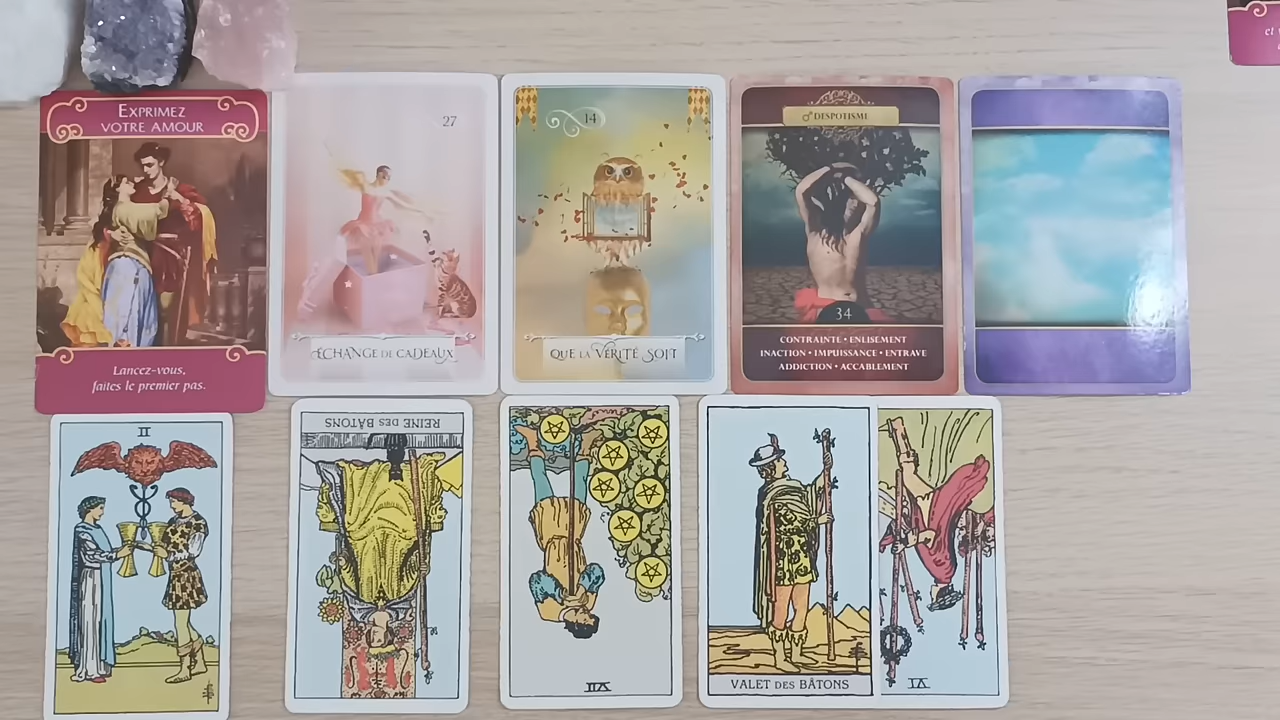 EXPRIMEZ
VOTRE AMOUR
Lancez-vous,
faites le premier pas.
27
ÉCHANGE DE CADEAUX
14
QUE LA VÉRITÉ SOIT
♂ DESPOTISME
34
CONTRAINTE • ENLISEMENT
INACTION • IMPUISSANCE • ENTRAVE
ADDICTION • ACCABLEMENT
et
II
REINE DES BÂTONS
VII
VALET DES BÂTONS
VI